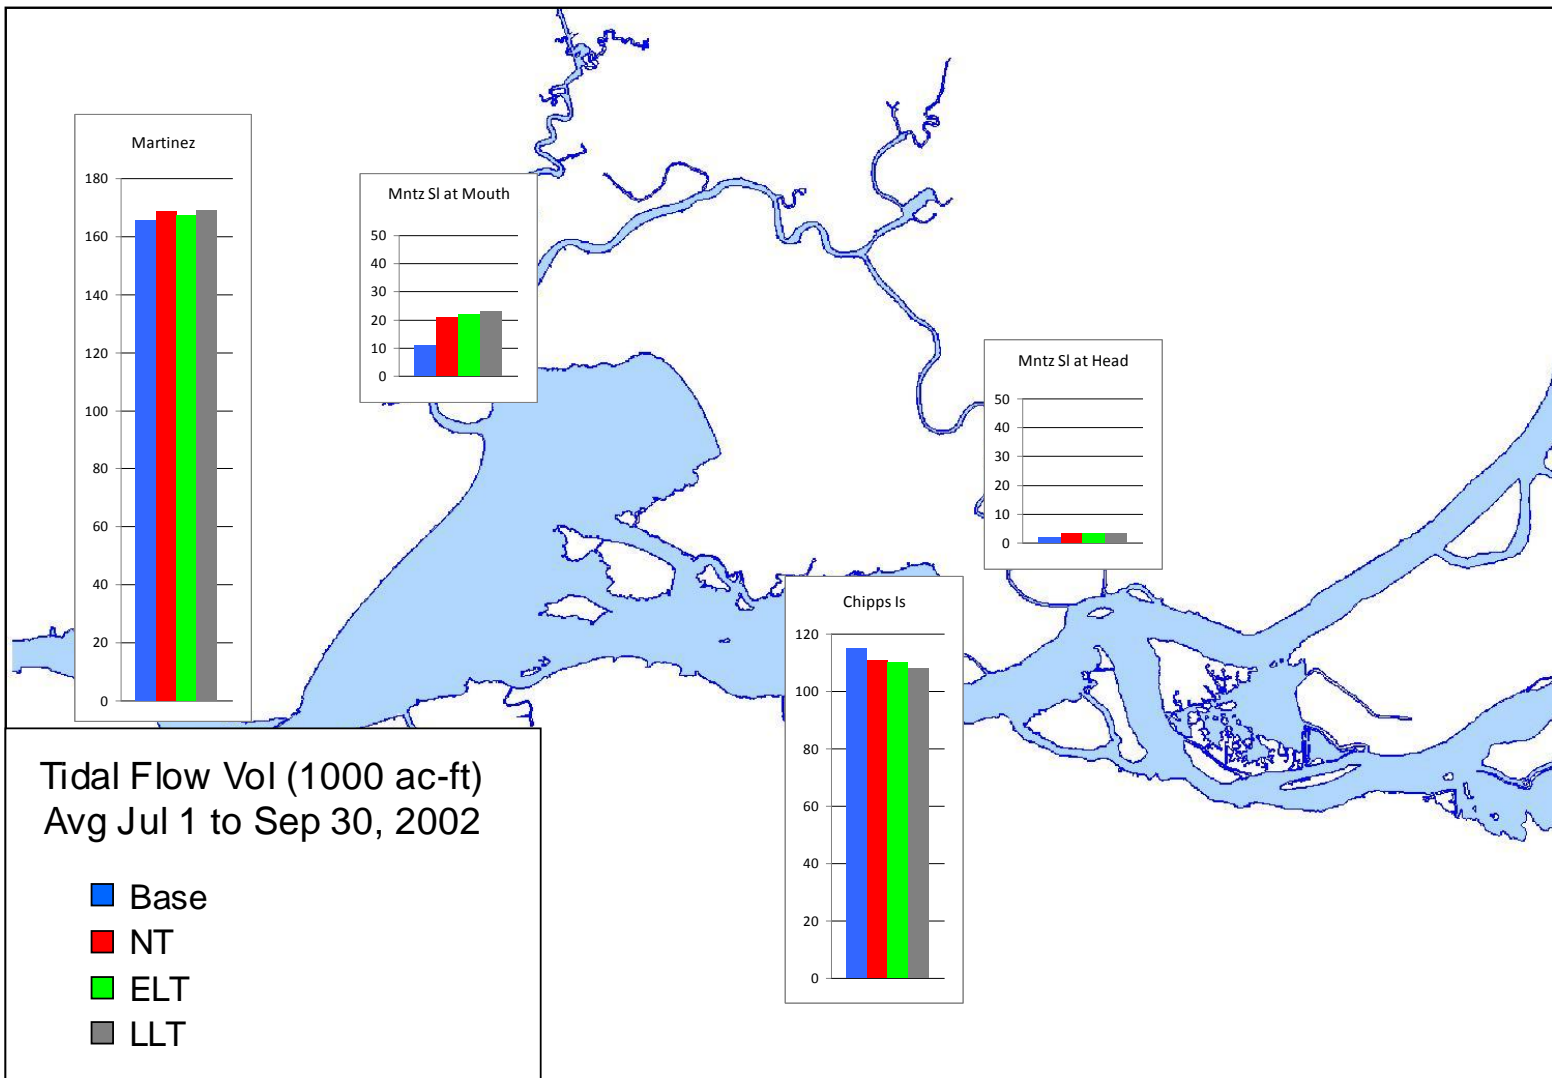 Martinez
180
160
140
120
100
80
60
40
20
0
Mntz Sl at Mouth
50
40
30
20
10
0
Mntz Sl at Head
50
40
30
20
10
0
Chipps Is
120
100
80
60
40
20
0
Tidal Flow Vol (1000 ac-ft)
Avg Jul 1 to Sep 30, 2002
Base
NT
ELT
LLT